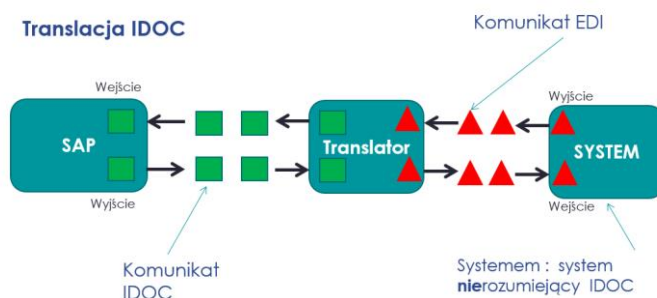 Translacja IDOC
Komunikat EDI
Wejście
Wyjście
SAP
Translator
SYSTEM
Wyjście
Wejście
Komunikat
IDOC
Systemem : system
nierozumiejący IDOC